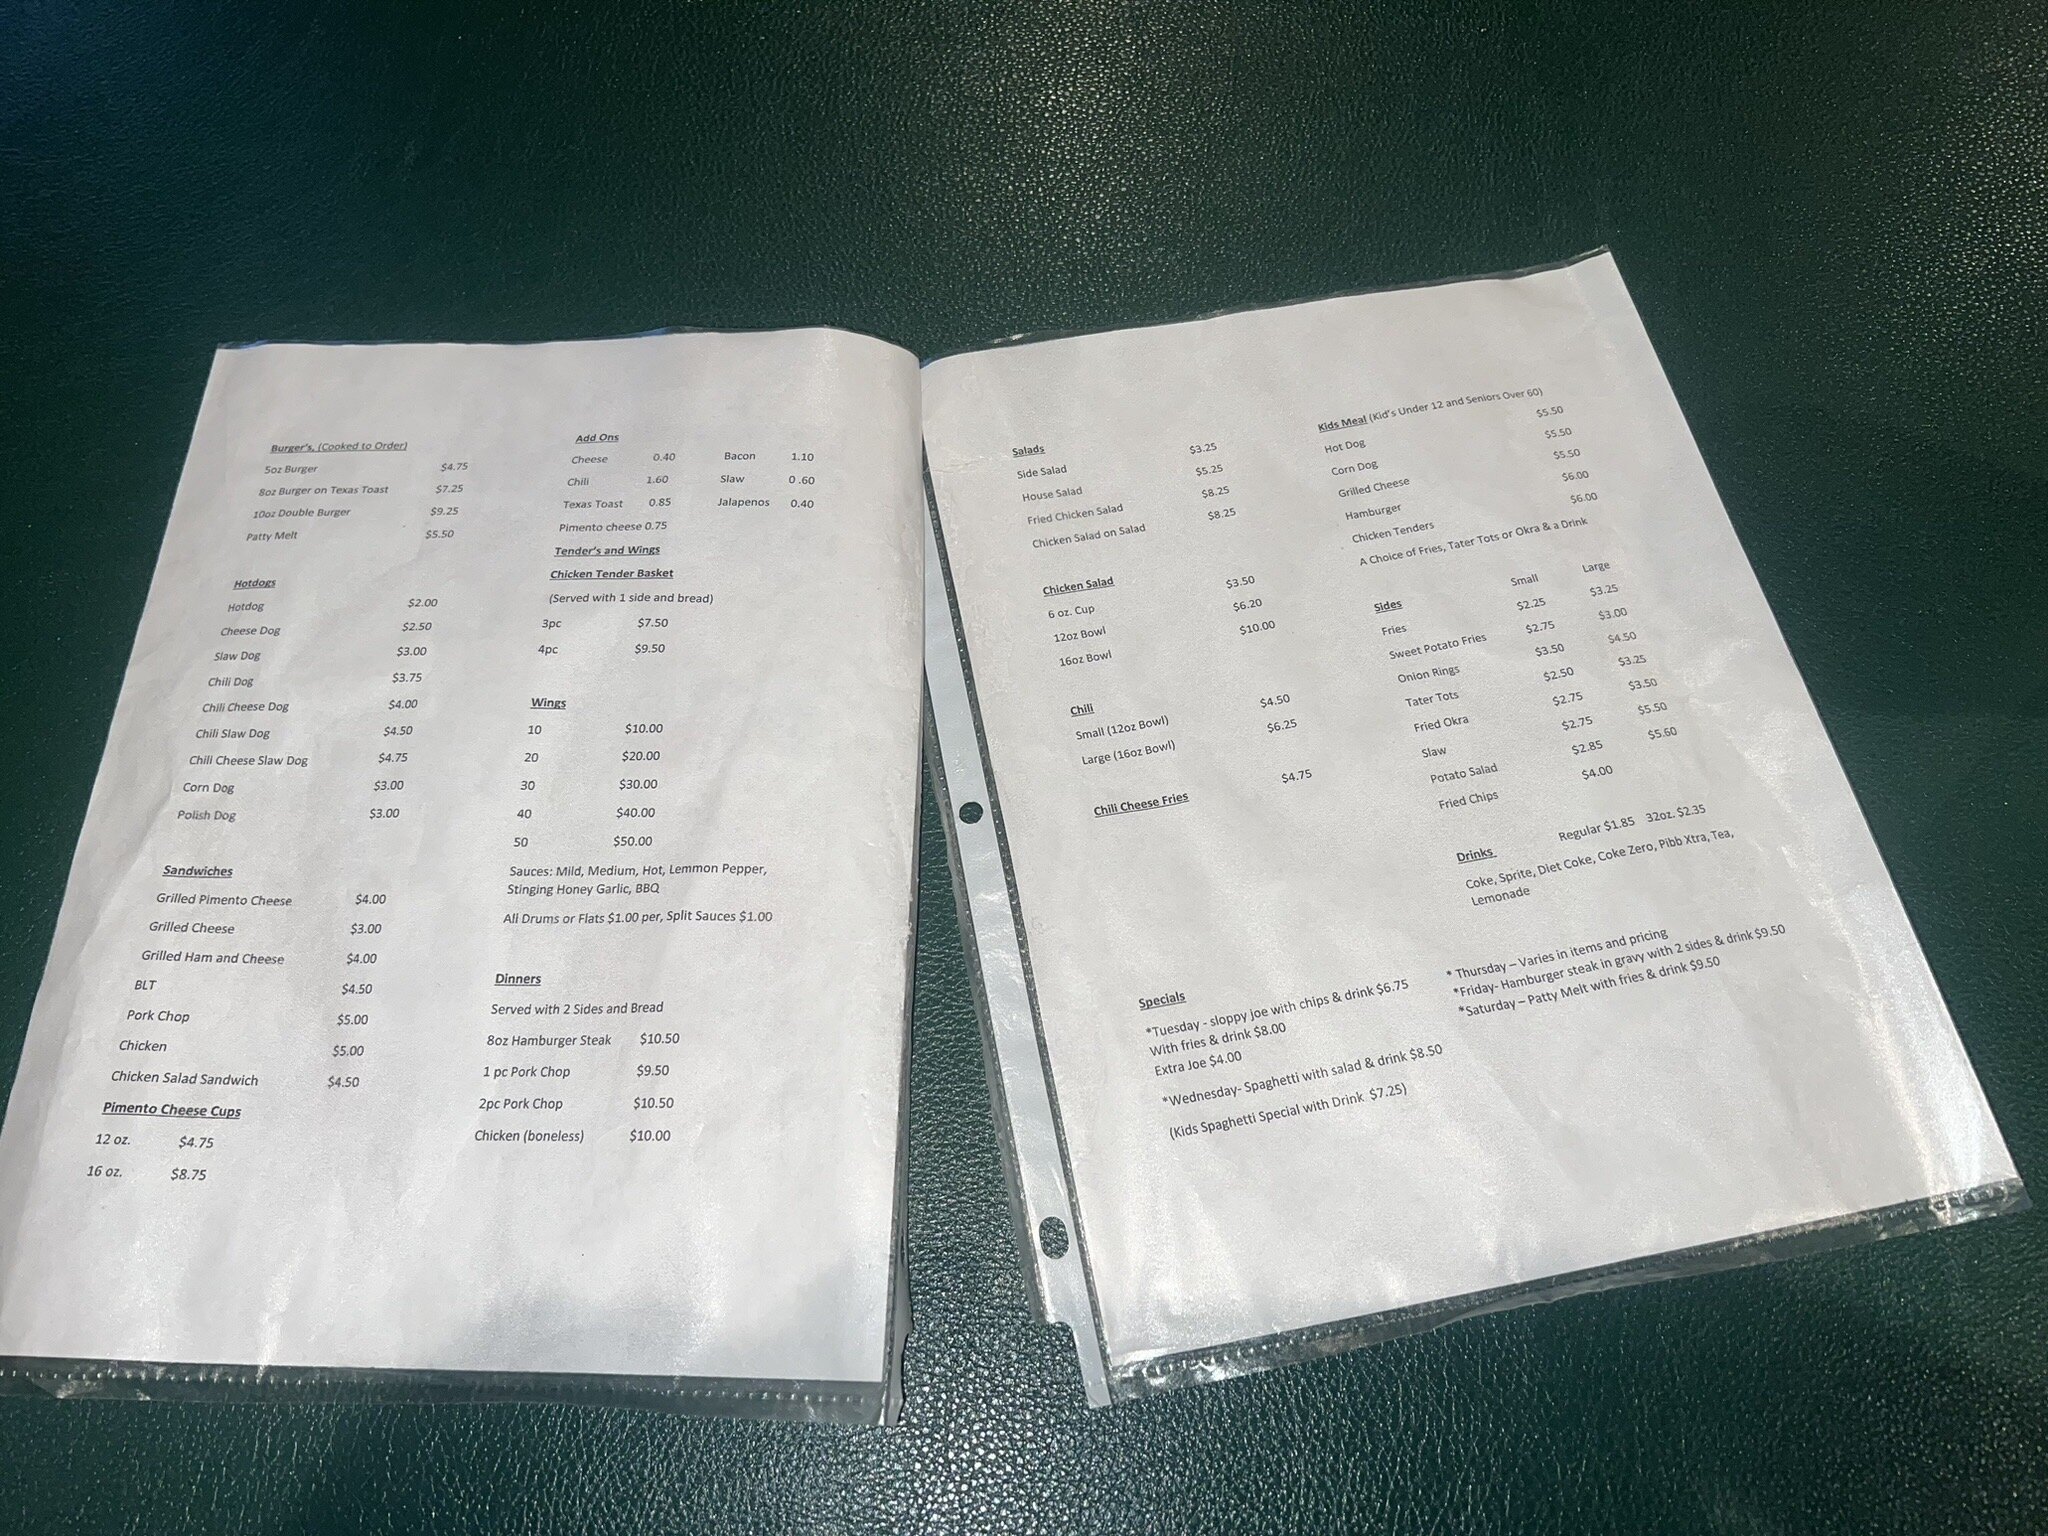 Burger's, (Cooked to Order)
5oz Burger $4.75
8oz Burger on Texas Toast $7.25
10oz Double Burger $9.25
Patty Melt $5.50
Hotdogs
Hotdog $2.00
Cheese Dog $2.50
Slaw Dog $3.00
Chili Dog $3.75
Chili Cheese Dog $4.00
Chili Slaw Dog $4.50
Chili Cheese Slaw Dog $4.75
Corn Dog $3.00
Polish Dog $3.00
Sandwiches
Grilled Pimento Cheese $4.00
Grilled Cheese $3.00
Grilled Ham and Cheese $4.00
BLT $4.50
Pork Chop $5.00
Chicken $5.00
Chicken Salad Sandwich $4.50
Pimento Cheese Cups
12 oz. $4.75
16 oz. $8.75
Add Ons
Cheese 0.40 Bacon 1.10
Chili 1.60 Slaw 0.60
Texas Toast 0.85 Jalapenos 0.40
Pimento cheese 0.75
Tender's and Wings
Chicken Tender Basket
(Served with 1 side and bread)
3pc $7.50
4pc $9.50
Wings
10 $10.00
20 $20.00
30 $30.00
40 $40.00
50 $50.00
Sauces: Mild, Medium, Hot, Lemmon Pepper,
Stinging Honey Garlic, BBQ
All Drums or Flats $1.00 per, Split Sauces $1.00
Dinners
Served with 2 Sides and Bread
8oz Hamburger Steak $10.50
1 pc Pork Chop $9.50
2pc Pork Chop $10.50
Chicken (boneless) $10.00
Salads
Side Salad $3.25
House Salad $5.25
Fried Chicken Salad $8.25
Chicken Salad on Salad $8.25
Chicken Salad
6 oz. Cup $3.50
12oz Bowl $6.20
16oz Bowl $10.00
Chili
Small (12oz Bowl) $4.50
Large (16oz Bowl) $6.25
Chili Cheese Fries $4.75
Kids Meal (Kid's Under 12 and Seniors Over 60)
Hot Dog $5.50
Corn Dog $5.50
Grilled Cheese $5.50
Hamburger $6.00
Chicken Tenders $6.00
A Choice of Fries, Tater Tots or Okra & a Drink
Sides Small Large
Fries $2.25 $3.25
Sweet Potato Fries $2.75 $3.00
Onion Rings $3.50 $4.50
Tater Tots $2.50 $3.25
Fried Okra $2.75 $3.50
Slaw $2.75 $5.50
Potato Salad $2.85 $5.60
Fried Chips $4.00
Drinks Regular $1.85 32oz. $2.35
Coke, Sprite, Diet Coke, Coke Zero, Pibb Xtra, Tea,
Lemonade
Specials
*Tuesday - sloppy joe with chips & drink $6.75
With fries & drink $8.00
Extra Joe $4.00
*Wednesday- Spaghetti with salad & drink $8.50
(Kids Spaghetti Special with Drink $7.25)
* Thursday – Varies in items and pricing
*Friday- Hamburger steak in gravy with 2 sides & drink $9.50
*Saturday – Patty Melt with fries & drink $9.50